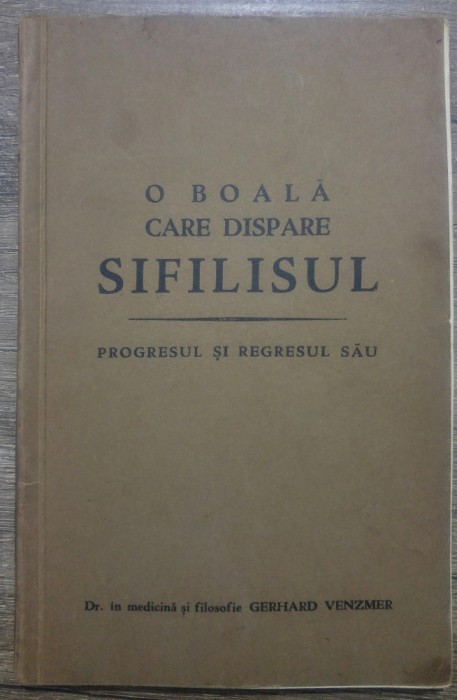 O BOALĂ
CARE DISPARE
SIFILISUL
PROGRESUL ȘI REGRESUL SĂU
Dr. în medicină și filosofie GERHARD VENZMER